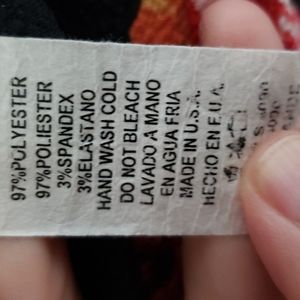 97%POLYESTER
97%POLIESTER
3%SPANDEX
3%ELASTANO
HAND WASH COLD
DO NOT BLEACH
LAVADO A MANO
EN AGUA FRIA
MADE IN U.S.A.
HECHO EN E.U.A.